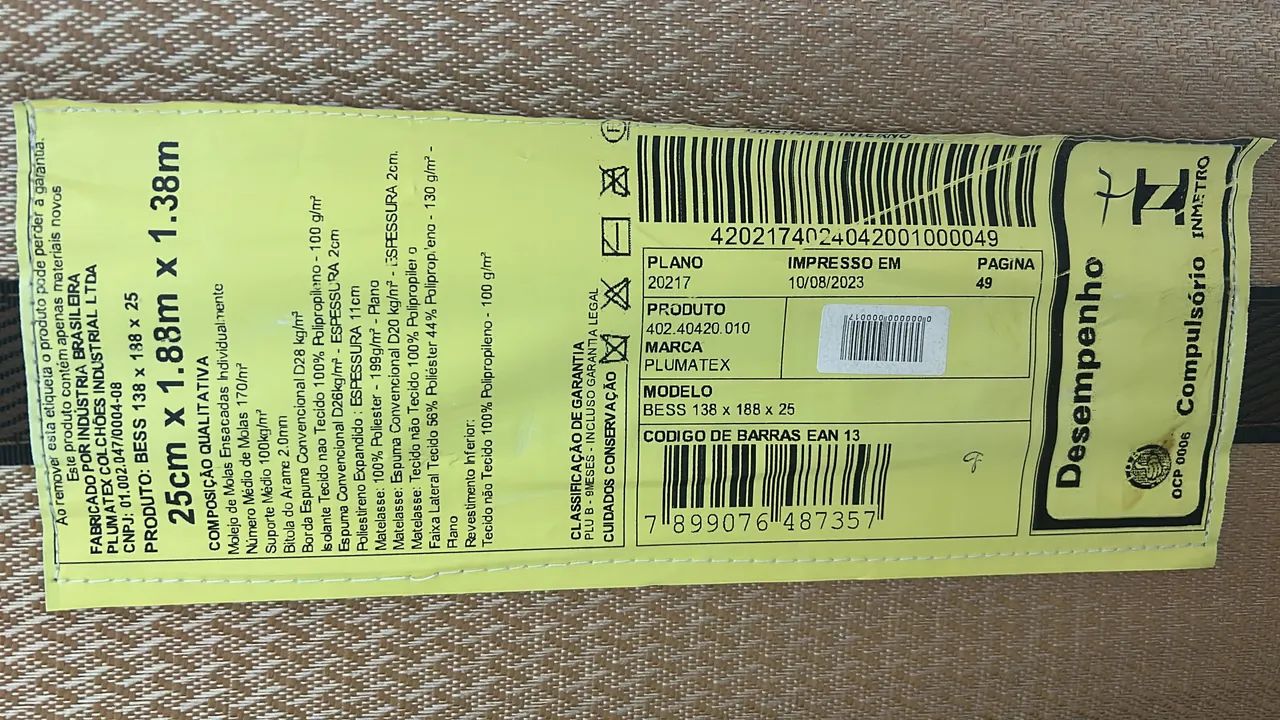 Ao remover esta etiqueta o produto pode perder a garantia.
Este produto contém apenas materiais novos
FABRICADO POR INDÚSTRIA BRASILEIRA
PLUMATEX COLCHÕES INDUSTRIAL LTDA
CNPJ: 01.002.047/0004-08
PRODUTO: BESS 138 x 188 x 25
25cm x 1.88m x 1.38m
COMPOSIÇÃO QUALITATIVA
Molejo de Molas Ensacadas Individualmente
Número Médio de Molas 170/m²
Suporte Médio 100kg/m²
Bitola do Arame 2.0mm
Borda Espuma Convencional D28 kg/m³
Isolante Tecido nao Tecido 100% Polipropileno - 100 g/m²
Espuma Convencional D26kg/m³ - ESPESSURA 2cm
Poliestireno Expandido : ESPESSURA 11cm
Matelasse: 100% Poliester - 199g/m² - Plano
Matelasse: Espuma Convencional D20 kg/m³ - ESPESSURA 2cm.
Matelasse: Tecido não Tecido 100% Polipropileno
Faixa Lateral Tecido 56% Poliéster 44% Polipropileno - 130 g/m² -
Plano
Revestimento Inferior:
Tecido não Tecido 100% Polipropileno - 100 g/m²
CLASSIFICAÇÃO DE GARANTIA
PLU B - 9MESES - INCLUSO GARANTIA LEGAL
CUIDADOS CONSERVAÇÃO
CONTROLE INTERNO
4202174024042001000049
PLANO IMPRESSO EM PAGINA
20217 10/08/2023 49
PRODUTO
402.40420.010
MARCA
PLUMATEX
MODELO
BESS 138 x 188 x 25
CODIGO DE BARRAS EAN 13
7 899076 487357
Desempenho
Compulsório
OCP 0006
INMETRO